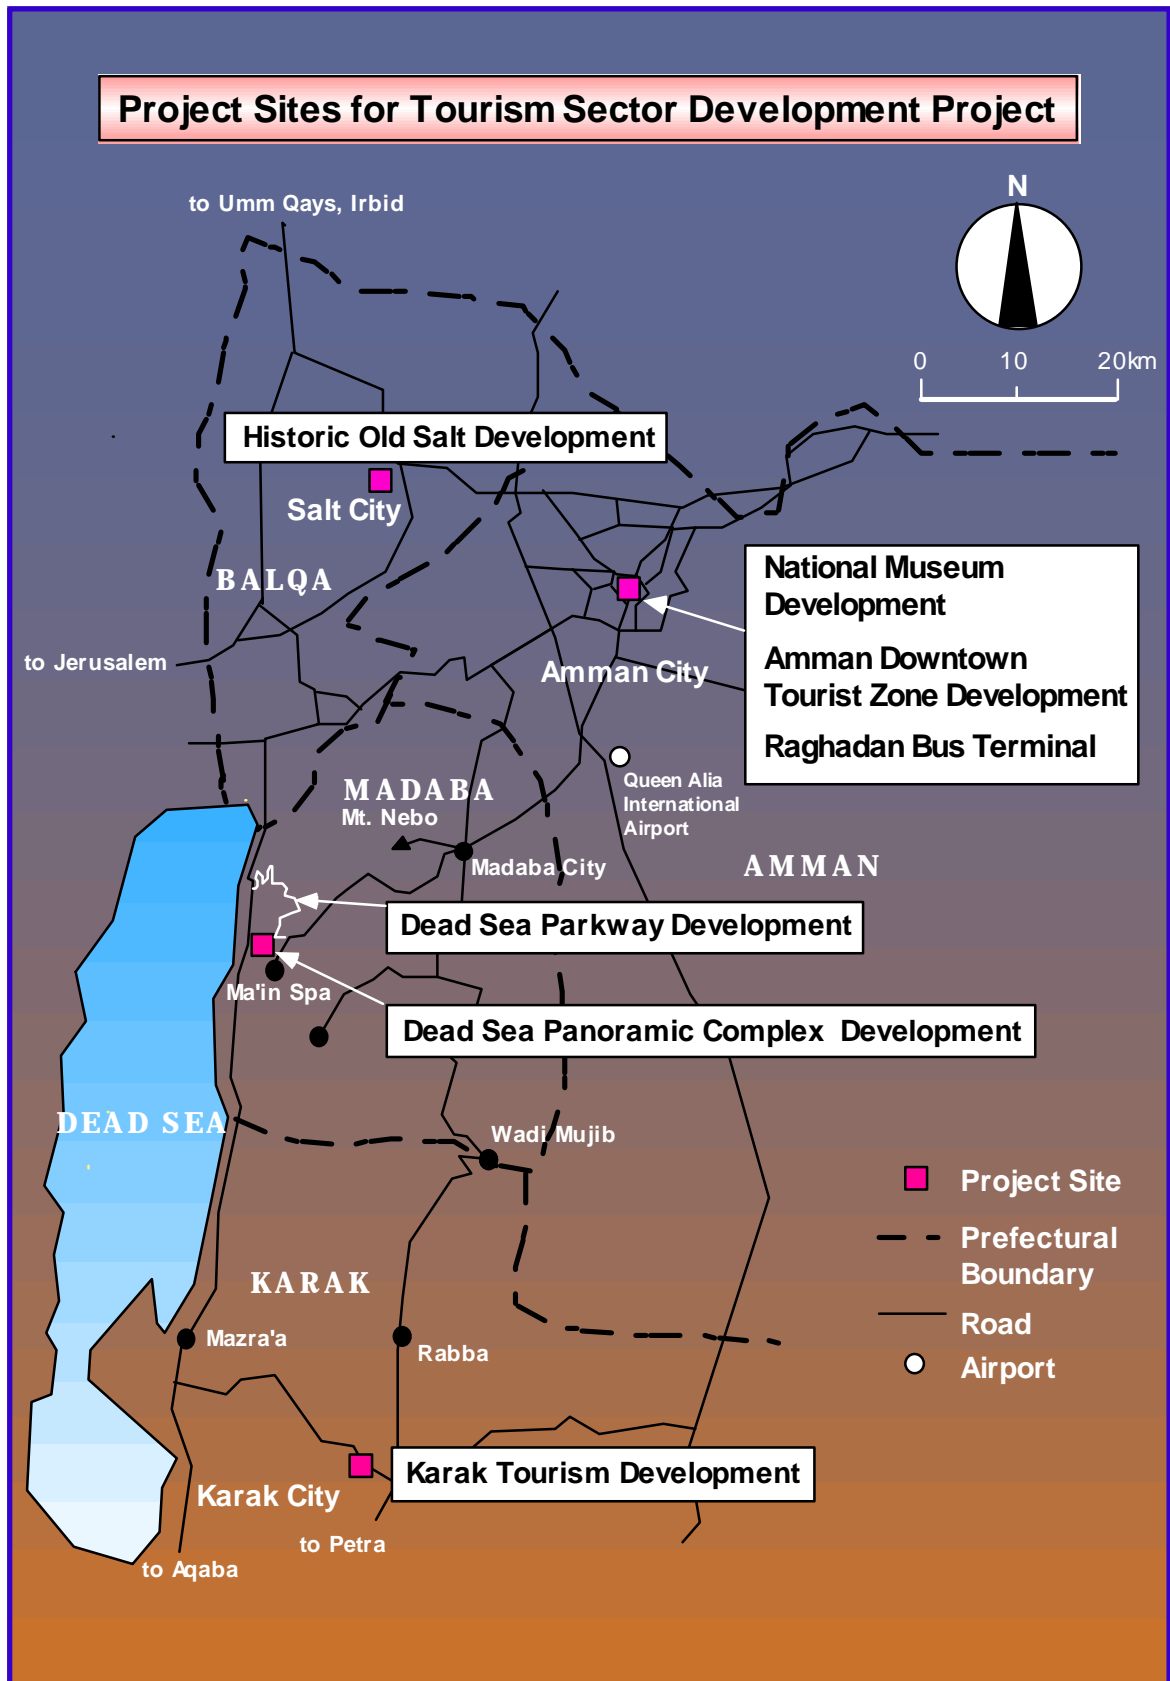 Project Sites for Tourism Sector Development Project
to Umm Qays, Irbid
N
0 10 20km
Historic Old Salt Development
Salt City
BALQA
National Museum
Development
Amman Downtown
Tourist Zone Development
Raghadan Bus Terminal
to Jerusalem
Amman City
Queen Alia
International
Airport
MADABA
Mt. Nebo
Madaba City
AMMAN
Dead Sea Parkway Development
Ma'in Spa
Dead Sea Panoramic Complex Development
DEAD SEA
Wadi Mujib
Project Site
Prefectural
Boundary
Road
Airport
KARAK
Mazra'a
Rabba
Karak Tourism Development
Karak City
to Petra
to Aqaba